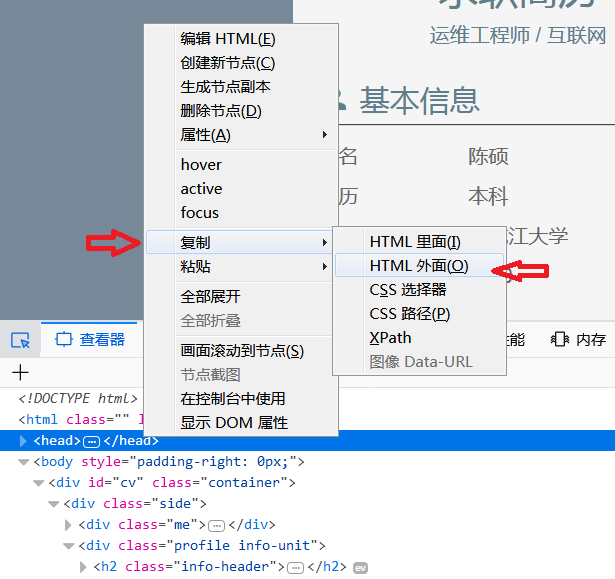 运维工程师 / 互联网
基本信息
名
陈硕
历
本科
江大学
编辑 HTML(E)
创建新节点(C)
生成节点副本
删除节点(D)
属性(A)
hover
active
focus
复制
粘贴
全部展开
全部折叠
画面滚动到节点(S)
节点截图
在控制台中使用
显示 DOM 属性
HTML 里面(I)
HTML 外面(O)
CSS 选择器
CSS 路径(P)
XPath
图像 Data-URL
查看器
能
内存
<!DOCTYPE html>
<html class="" l
<head>⋯</head>
<body style="padding-right: 0px;">
<div id="cv" class="container">
<div class="side">
<div class="me">⋯</div>
<div class="profile info-unit">
<h2 class="info-header">⋯</h2> ev